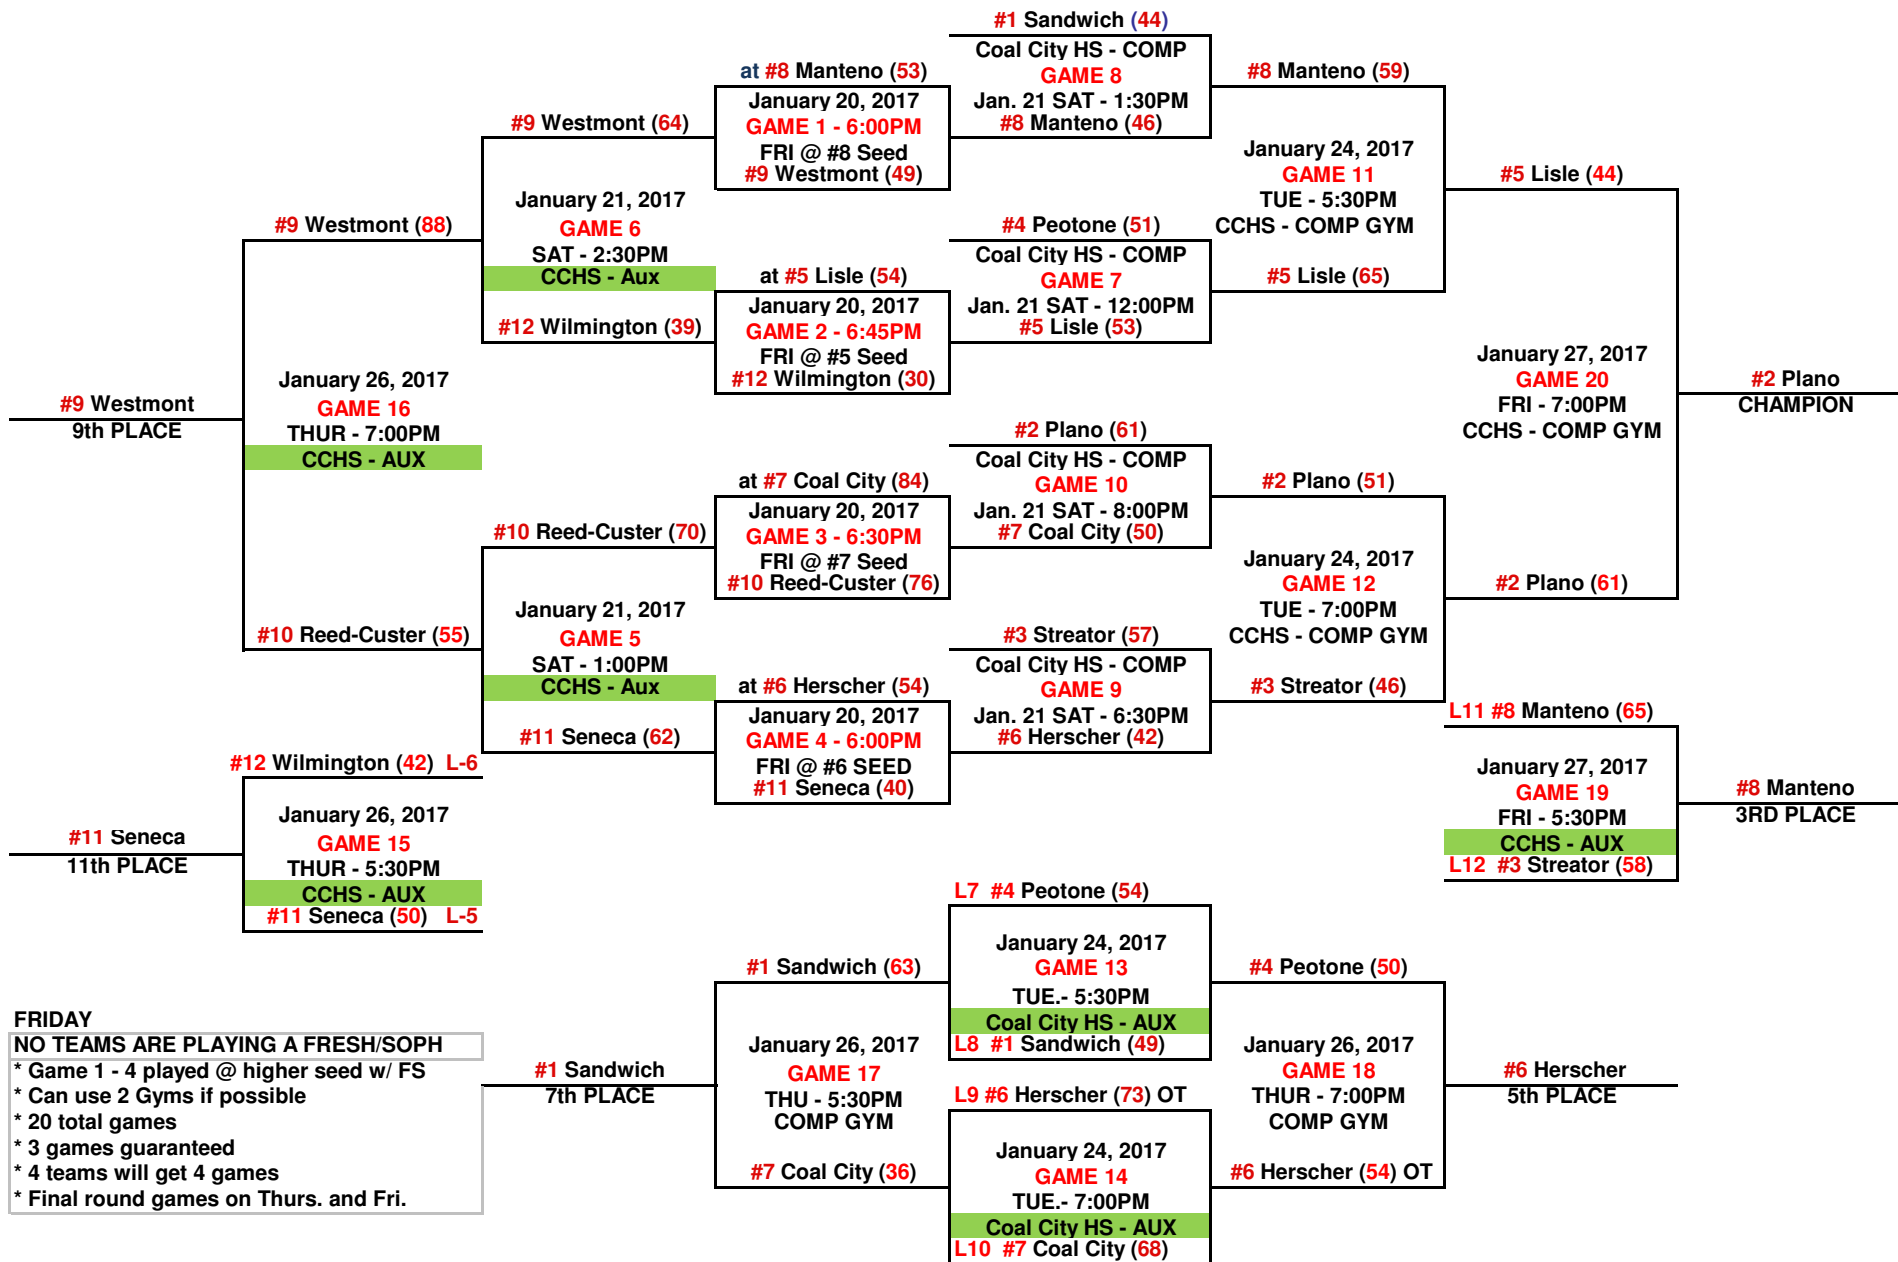 #1 Sandwich (44)
Coal City HS - COMP
GAME 8
Jan. 21 SAT - 1:30PM
#8 Manteno (46)
at #8 Manteno (53)
January 20, 2017
GAME 1 - 6:00PM
FRI @ #8 Seed
#9 Westmont (49)
#8 Manteno (59)
January 24, 2017
GAME 11
TUE - 5:30PM
CCHS - COMP GYM
#5 Lisle (65)
#9 Westmont (64)
January 21, 2017
GAME 6
SAT - 2:30PM
CCHS - Aux
#12 Wilmington (39)
#4 Peotone (51)
Coal City HS - COMP
GAME 7
Jan. 21 SAT - 12:00PM
#5 Lisle (53)
at #5 Lisle (54)
January 20, 2017
GAME 2 - 6:45PM
FRI @ #5 Seed
#12 Wilmington (30)
#5 Lisle (44)
January 27, 2017
GAME 20
FRI - 7:00PM
CCHS - COMP GYM
#2 Plano (61)
#2 Plano
CHAMPION
#9 Westmont (88)
January 26, 2017
GAME 16
THUR - 7:00PM
CCHS - AUX
#10 Reed-Custer (55)
#9 Westmont
9th PLACE
#2 Plano (61)
Coal City HS - COMP
GAME 10
Jan. 21 SAT - 8:00PM
#7 Coal City (50)
at #7 Coal City (84)
January 20, 2017
GAME 3 - 6:30PM
FRI @ #7 Seed
#10 Reed-Custer (76)
#2 Plano (51)
January 24, 2017
GAME 12
TUE - 7:00PM
CCHS - COMP GYM
#3 Streator (46)
#10 Reed-Custer (70)
January 21, 2017
GAME 5
SAT - 1:00PM
CCHS - Aux
#11 Seneca (62)
#3 Streator (57)
Coal City HS - COMP
GAME 9
Jan. 21 SAT - 6:30PM
#6 Herscher (42)
at #6 Herscher (54)
January 20, 2017
GAME 4 - 6:00PM
FRI @ #6 SEED
#11 Seneca (40)
L11 #8 Manteno (65)
January 27, 2017
GAME 19
FRI - 5:30PM
CCHS - AUX
L12 #3 Streator (58)
#8 Manteno
3RD PLACE
#12 Wilmington (42) L-6
January 26, 2017
GAME 15
THUR - 5:30PM
CCHS - AUX
#11 Seneca (50) L-5
#11 Seneca
11th PLACE
L7 #4 Peotone (54)
January 24, 2017
GAME 13
TUE.- 5:30PM
Coal City HS - AUX
L8 #1 Sandwich (49)
#1 Sandwich (63)
January 26, 2017
GAME 17
THU - 5:30PM
COMP GYM
#7 Coal City (36)
#1 Sandwich
7th PLACE
#4 Peotone (50)
January 26, 2017
GAME 18
THUR - 7:00PM
COMP GYM
#6 Herscher (54) OT
#6 Herscher
5th PLACE
L9 #6 Herscher (73) OT
January 24, 2017
GAME 14
TUE.- 7:00PM
Coal City HS - AUX
L10 #7 Coal City (68)
FRIDAY
NO TEAMS ARE PLAYING A FRESH/SOPH
* Game 1 - 4 played @ higher seed w/ FS
* Can use 2 Gyms if possible
* 20 total games
* 3 games guaranteed
* 4 teams will get 4 games
* Final round games on Thurs. and Fri.